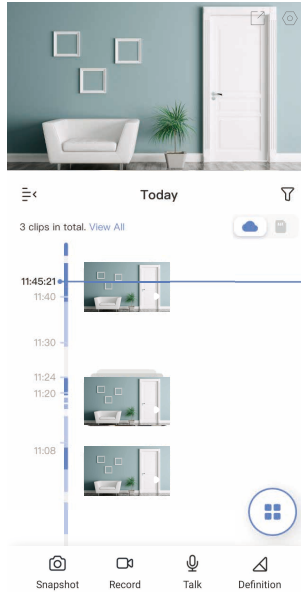 Today
3 clips in total. View All
11:45:21
11:40
11:30
11:24
11:20
11:08
Snapshot Record Talk Definition